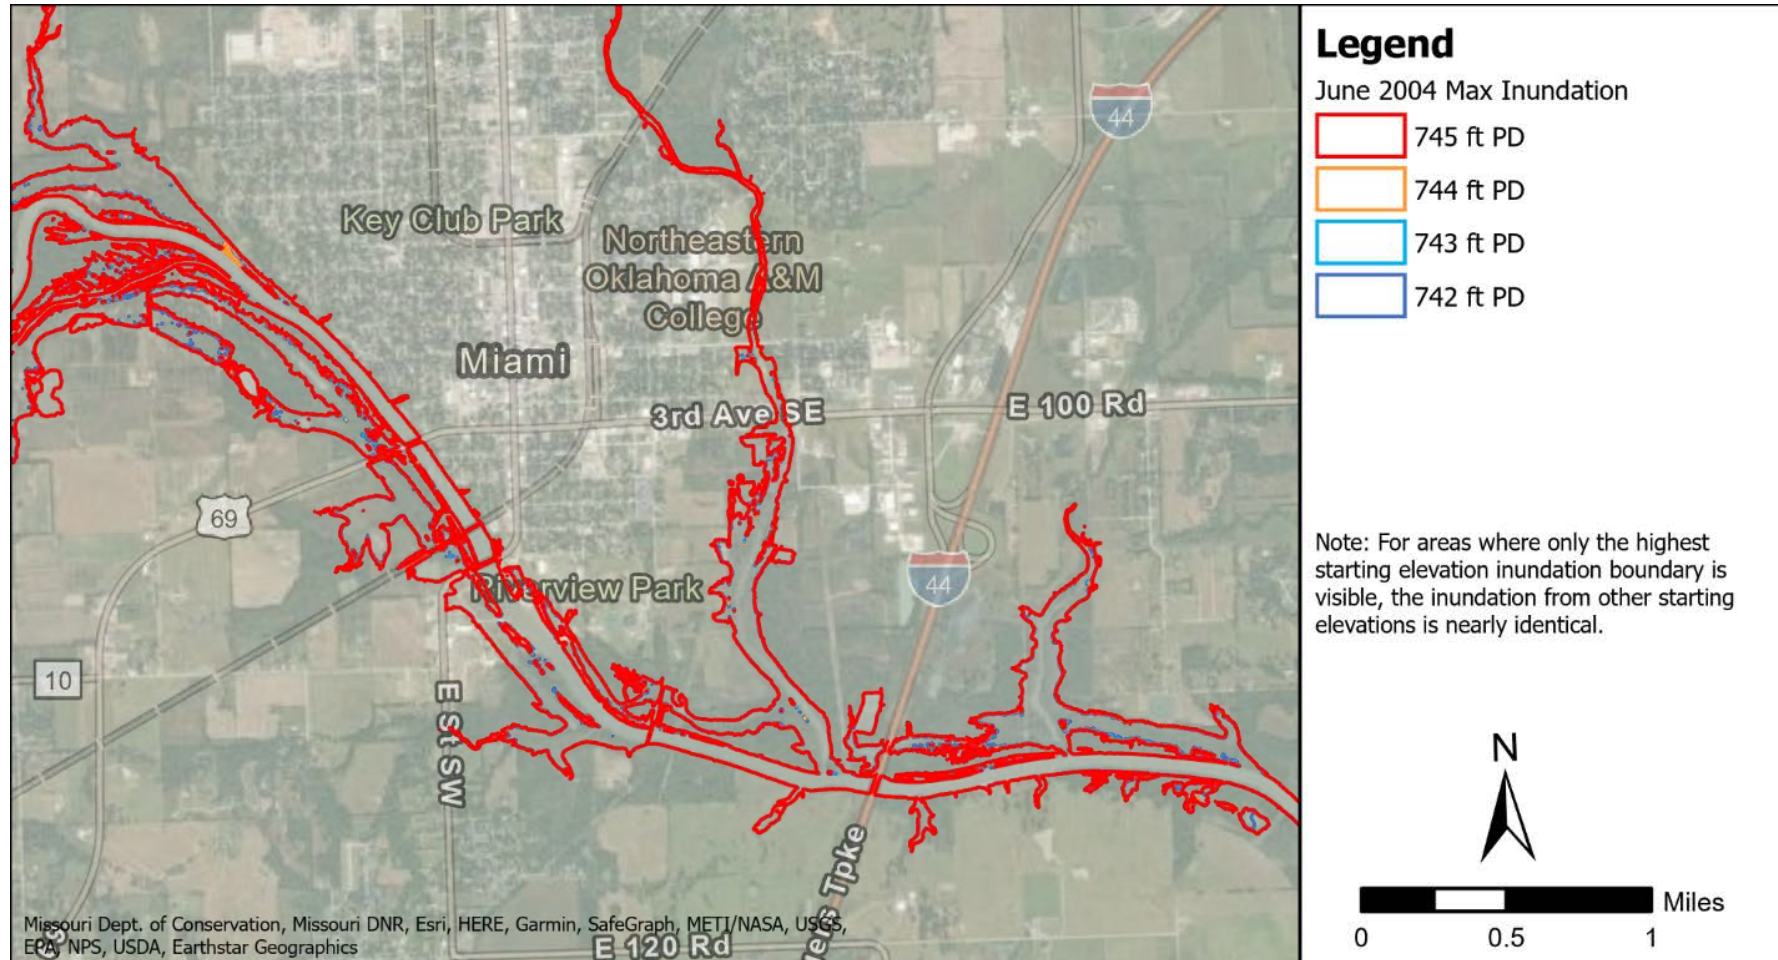 Legend
June 2004 Max Inundation
745 ft PD
744 ft PD
743 ft PD
742 ft PD
Note: For areas where only the highest
starting elevation inundation boundary is
visible, the inundation from other starting
elevations is nearly identical.
N
Miles
0 0.5 1
44
Key Club Park
Northeastern
Oklahoma A&M
College
Miami
3rd Ave SE
E 100 Rd
69
44
Riverview Park
10
E St SW
Tpke
E 120 Rd
Missouri Dept. of Conservation, Missouri DNR, Esri, HERE, Garmin, SafeGraph, METI/NASA, USGS,
EPA, NPS, USDA, Earthstar Geographics